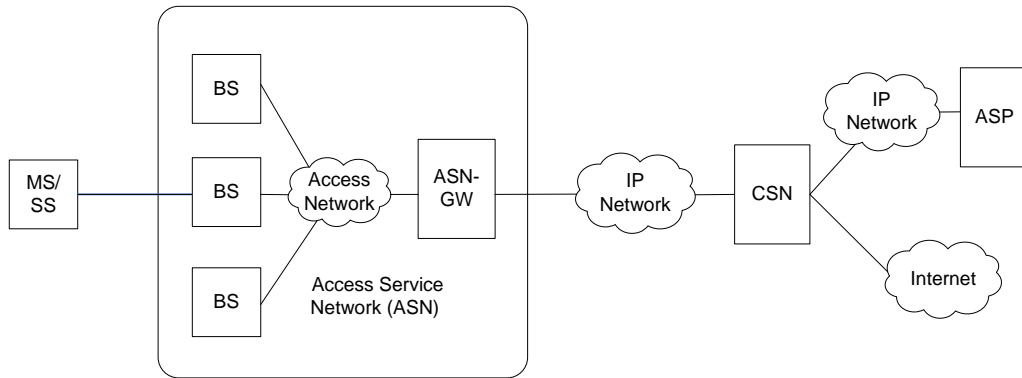 BS
MS/
SS
BS
Access
Network
ASN-
GW
BS
Access Service
Network (ASN)
IP
Network
CSN
IP
Network
ASP
Internet